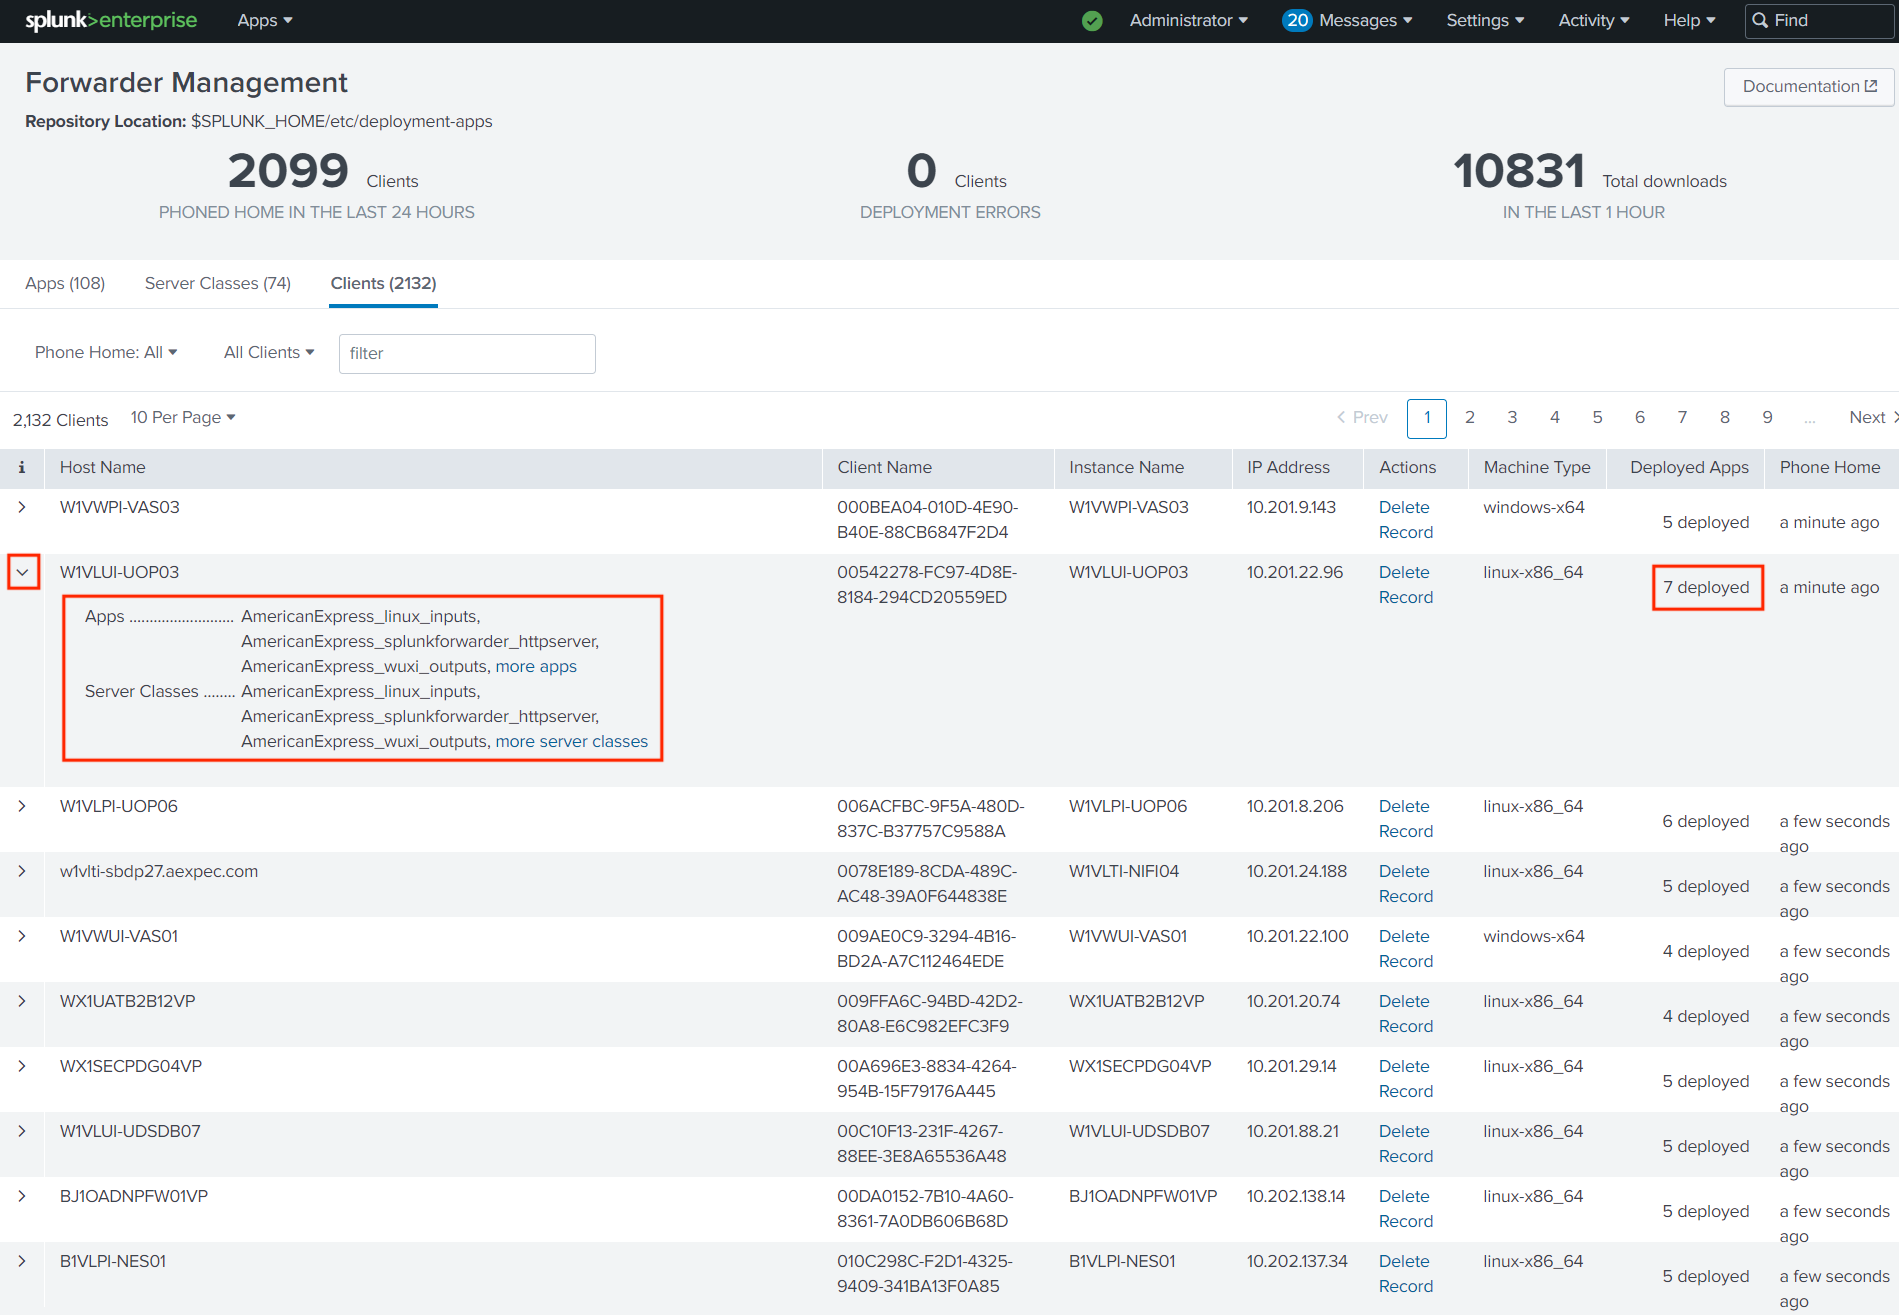 splunk>enterprise Apps Administrator 20 Messages Settings Activity Help Find
Forwarder Management
Documentation
Repository Location: $SPLUNK_HOME/etc/deployment-apps
2099 Clients
PHONED HOME IN THE LAST 24 HOURS
0 Clients
DEPLOYMENT ERRORS
10831 Total downloads
IN THE LAST 1 HOUR
Apps (108) Server Classes (74) Clients (2132)
Phone Home: All All Clients filter
2,132 Clients 10 Per Page
< Prev 1 2 3 4 5 6 7 8 9 ... Next >
i Host Name Client Name Instance Name IP Address Actions Machine Type Deployed Apps Phone Home
W1VWPI-VAS03 000BEA04-010D-4E90- W1VWPI-VAS03 10.201.9.143 Delete windows-x64
B40E-88CB6847F2D4 Record 5 deployed a minute ago
W1VLUI-UOP03 00542278-FC97-4D8E- W1VLUI-UOP03 10.201.22.96 Delete linux-x86_64
8184-294CD20559ED Record 7 deployed a minute ago
Apps .......................... AmericanExpress_linux_inputs,
AmericanExpress_splunkforwarder_httpserver,
AmericanExpress_wuxi_outputs, more apps
Server Classes ........ AmericanExpress_linux_inputs,
AmericanExpress_splunkforwarder_httpserver,
AmericanExpress_wuxi_outputs, more server classes
W1VLPI-UOP06 006ACFBC-9F5A-480D- W1VLPI-UOP06 10.201.8.206 Delete linux-x86_64
837C-B37757C9588A Record 6 deployed a few seconds
ago
w1vlti-sbdp27.aexpec.com 0078E189-8CDA-489C- W1VLTI-NIFI04 10.201.24.188 Delete linux-x86_64
AC48-39A0F644838E Record 5 deployed a few seconds
ago
W1VWUI-VAS01 009AE0C9-3294-4B16- W1VWUI-VAS01 10.201.22.100 Delete windows-x64
BD2A-A7C112464EDE Record 4 deployed a few seconds
ago
WX1UATB2B12VP 009FFA6C-94BD-42D2- WX1UATB2B12VP 10.201.20.74 Delete linux-x86_64
80A8-E6C982EFC3F9 Record 4 deployed a few seconds
ago
WX1SECPDG04VP 00A696E3-8834-4264- WX1SECPDG04VP 10.201.29.14 Delete linux-x86_64
954B-15F79176A445 Record 5 deployed a few seconds
ago
W1VLUI-UDSDB07 00C10F13-231F-4267- W1VLUI-UDSDB07 10.201.88.21 Delete linux-x86_64
88EE-3E8A65536A48 Record 5 deployed a few seconds
ago
BJ1OADNPFW01VP 00DA0152-7B10-4A60- BJ1OADNPFW01VP 10.202.138.14 Delete linux-x86_64
8361-7A0DB606B68D Record 5 deployed a few seconds
ago
B1VLPI-NES01 010C298C-F2D1-4325- B1VLPI-NES01 10.202.137.34 Delete linux-x86_64
9409-341BA13F0A85 Record 5 deployed a few seconds
ago